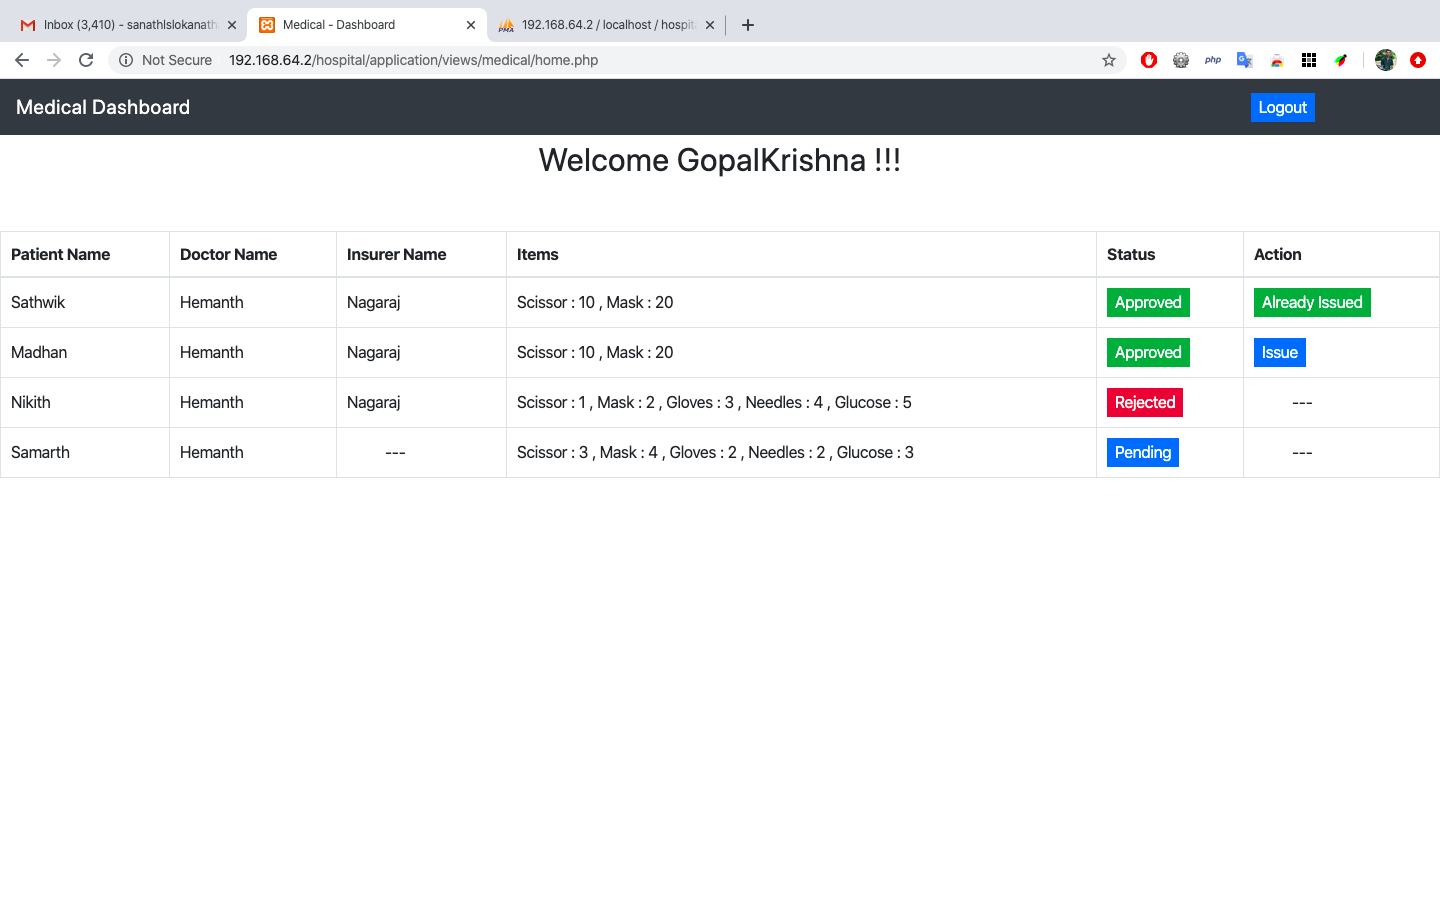 Inbox (3,410) - sanathlslokanath
Medical - Dashboard
192.168.64.2 / localhost / hospit
Not Secure 192.168.64.2/hospital/application/views/medical/home.php
php
Medical Dashboard Logout
Welcome GopalKrishna !!!
Patient Name Doctor Name Insurer Name Items Status Action
Sathwik Hemanth Nagaraj Scissor : 10 , Mask : 20 Approved Already Issued
Madhan Hemanth Nagaraj Scissor : 10 , Mask : 20 Approved Issue
Nikith Hemanth Nagaraj Scissor : 1 , Mask : 2 , Gloves : 3 , Needles : 4 , Glucose : 5 Rejected ---
Samarth Hemanth --- Scissor : 3 , Mask : 4 , Gloves : 2 , Needles : 2 , Glucose : 3 Pending ---